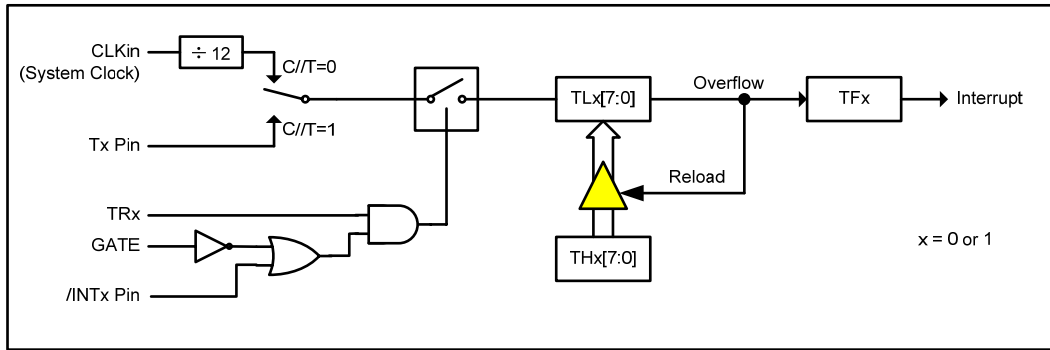 CLKin
(System Clock)
÷ 12
C//T=0
C//T=1
Tx Pin
TRx
GATE
/INTx Pin
TLx[7:0]
Overflow
TFx
Interrupt
Reload
THx[7:0]
x = 0 or 1